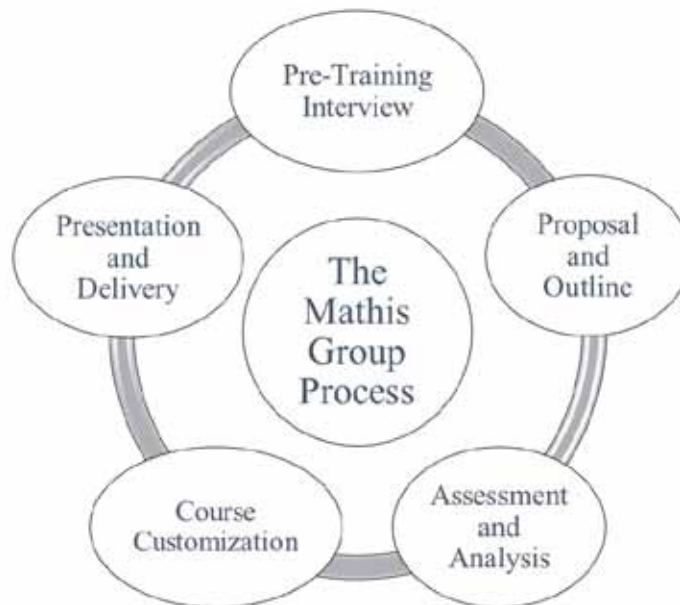 Pre-Training
Interview
Proposal
and
Outline
Assessment
and
Analysis
Course
Customization
Presentation
and
Delivery
The
Mathis
Group
Process